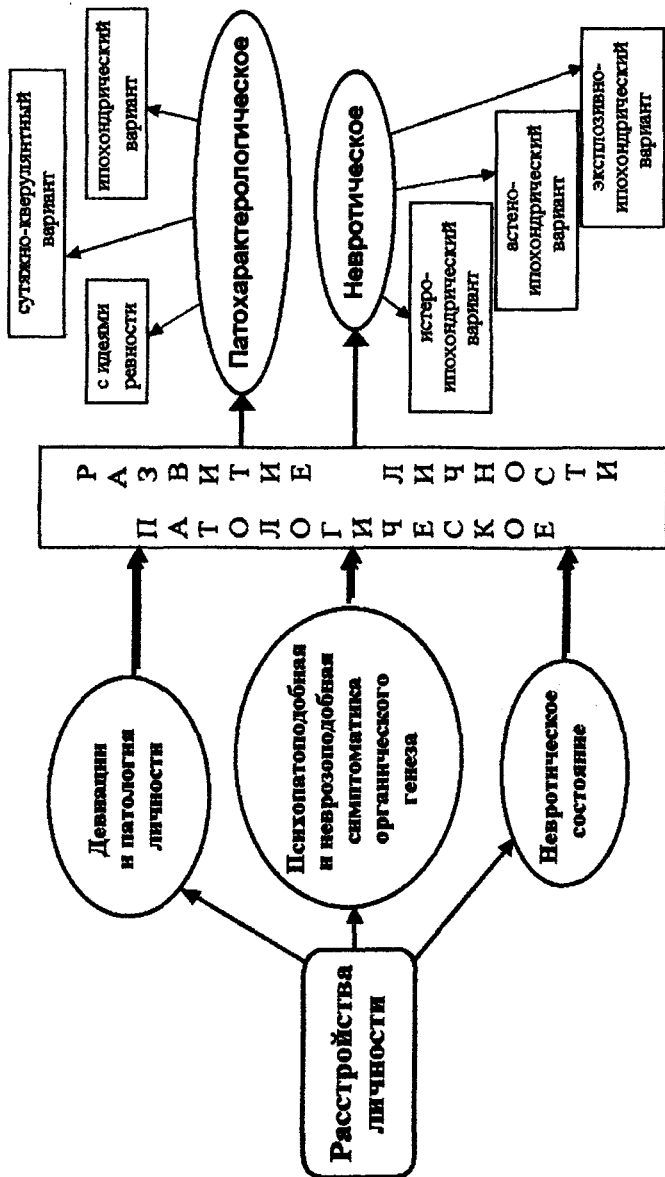 Расстройства
личности
Девиации
и патология
личности
Психопатоподобная
и неврозоподобная
симптоматика
органического
генеза
Невротическое
состояние
ПАТОЛОГИЧЕСКОЕ
РАЗВИТИЕ ЛИЧНОСТИ
Патохарактерологическое
с идеями
ревности
сутяжно-кверулянтный
вариант
ипохондрический
вариант
Невротическое
истеро-
ипохондрический
вариант
астено-
ипохондрический
вариант
эксплозивно-
ипохондрический
вариант